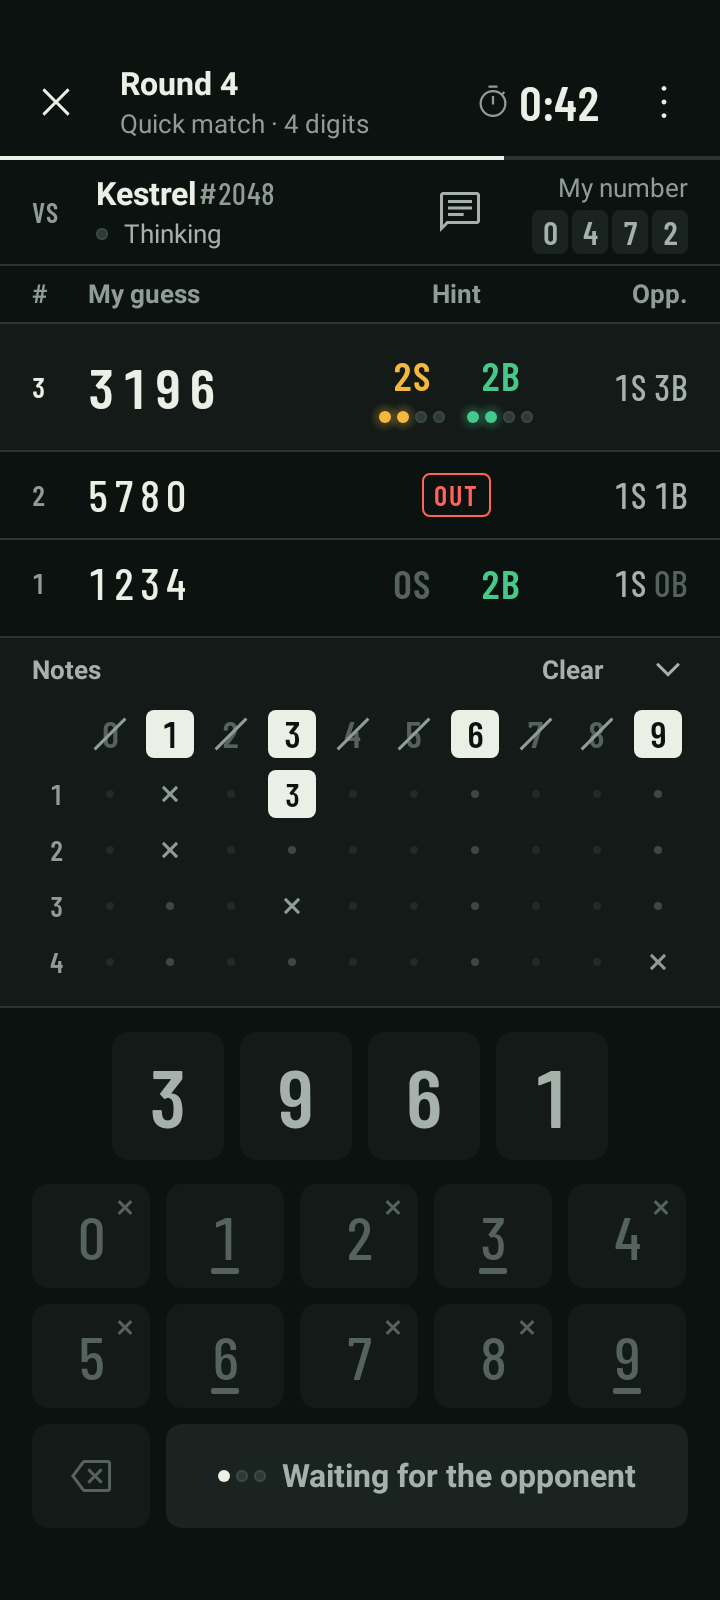 Round 4
Quick match · 4 digits
0:42
VS
Kestrel #2048
Thinking
My number
0 4 7 2
# My guess Hint Opp.
3 3196 2S 2B 1S 3B
2 5780 OUT 1S 1B
1 1234 0S 2B 1S 0B
Notes Clear
0 1 2 3 4 5 6 7 8 9
1 × 3
2 ×
3 ×
4 ×
3 9 6 1
0 1 2 3 4
5 6 7 8 9
Waiting for the opponent